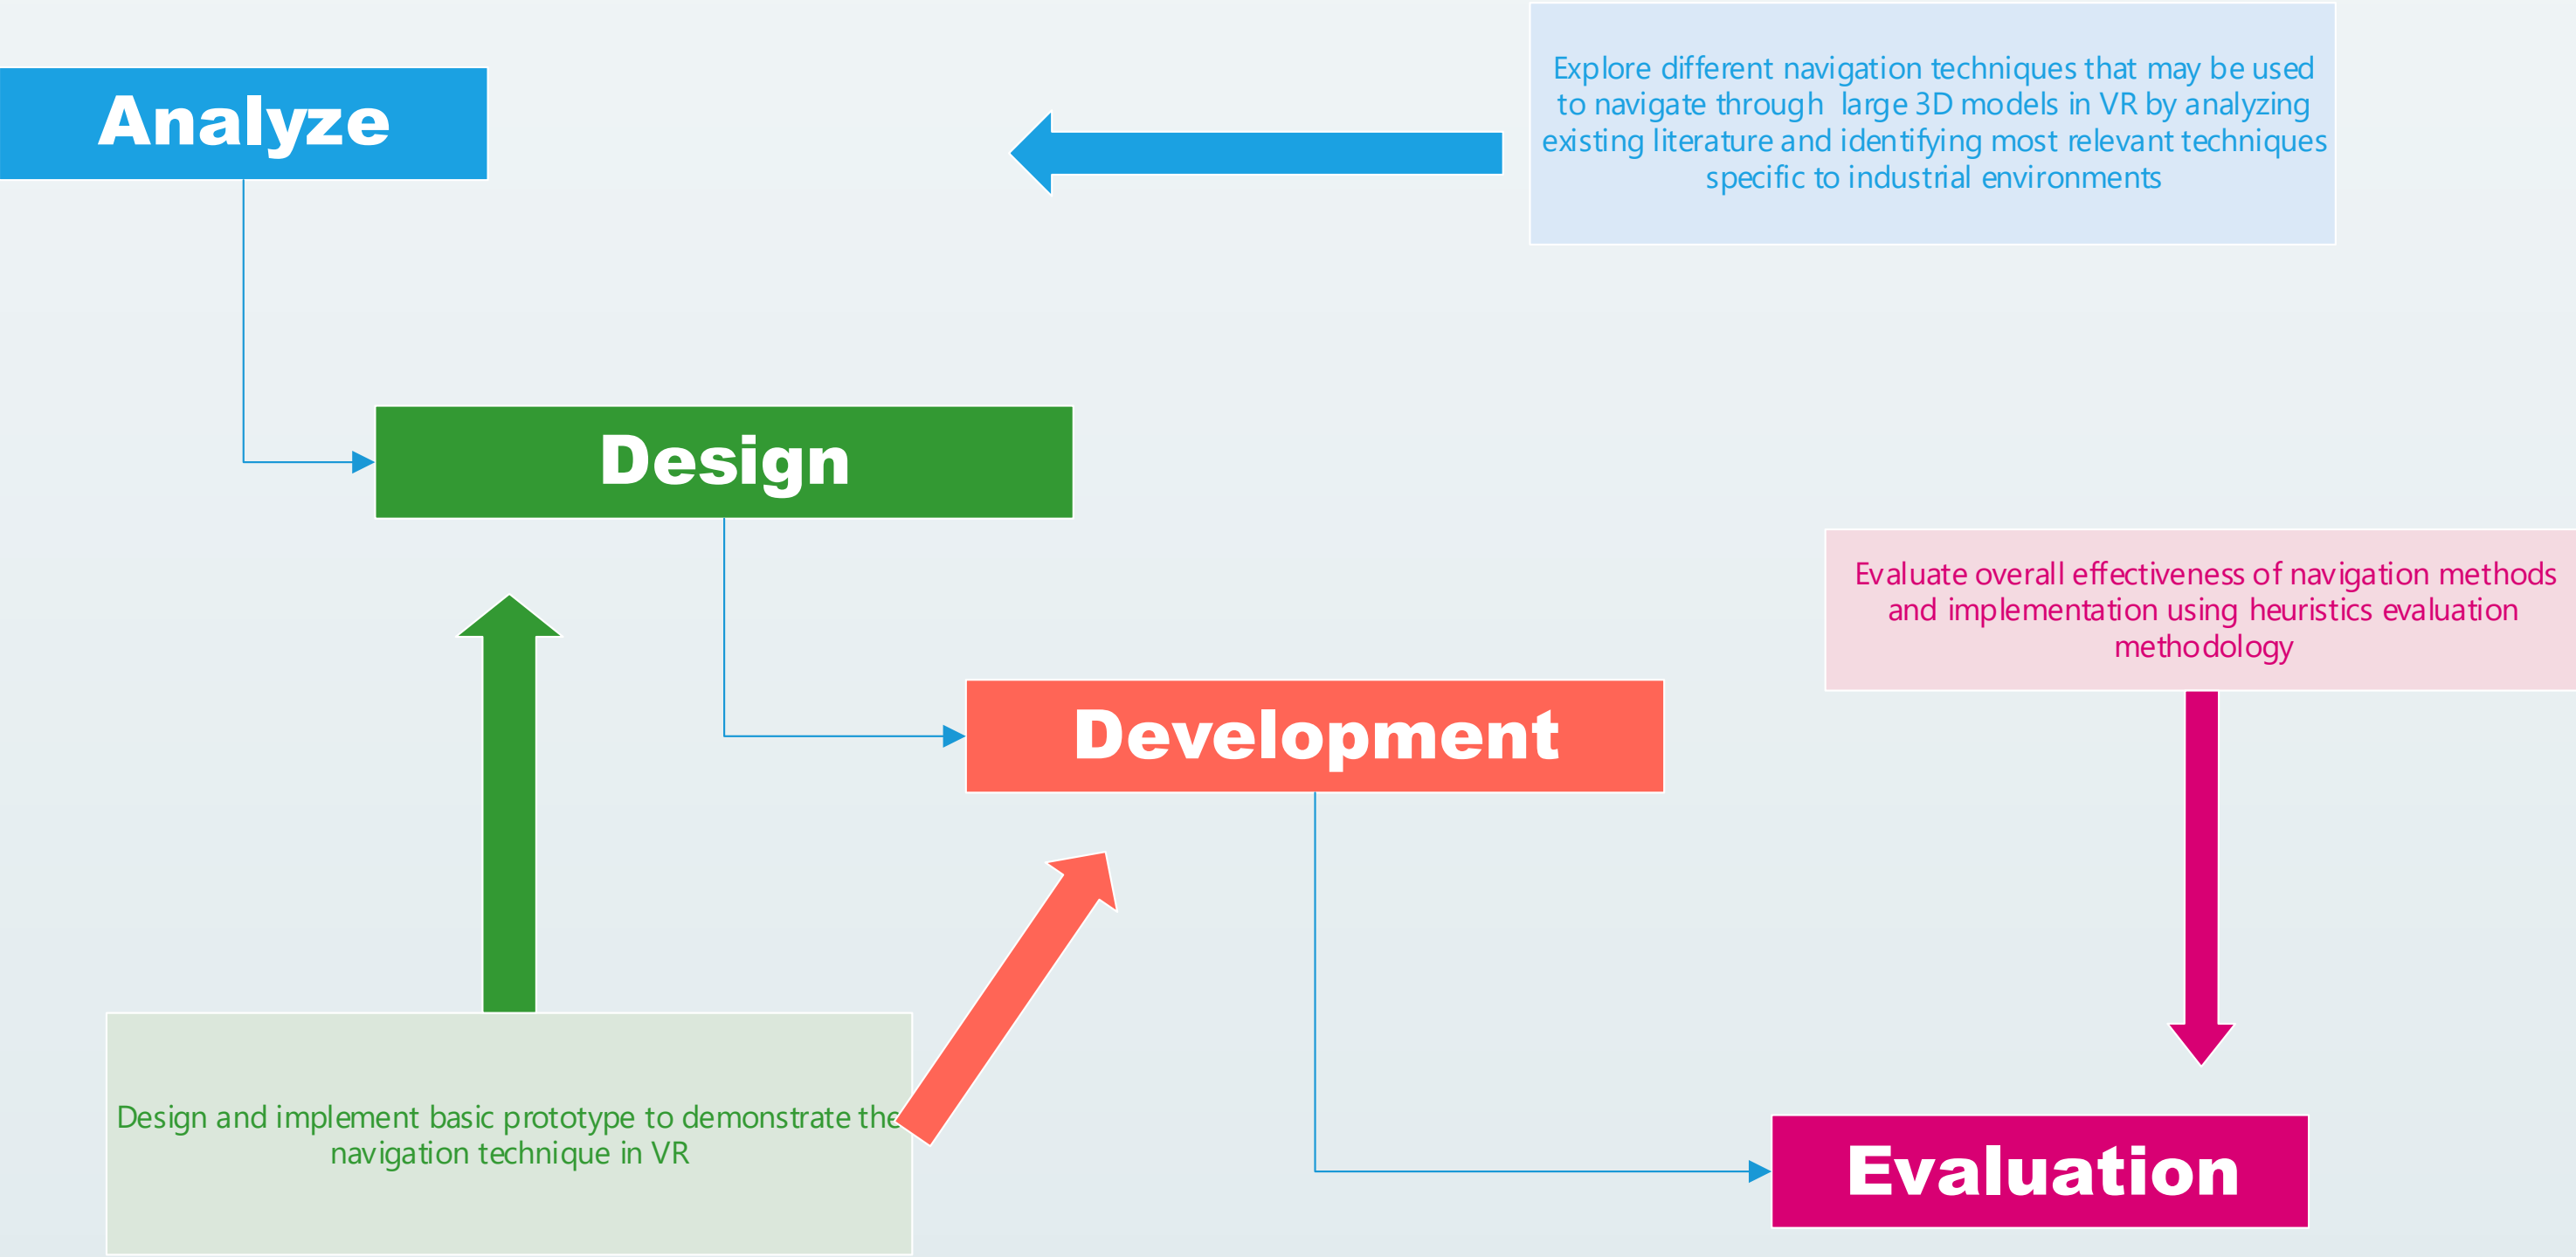 Analyze
Explore different navigation techniques that may be used
to navigate through large 3D models in VR by analyzing
existing literature and identifying most relevant techniques
specific to industrial environments
Design
Evaluate overall effectiveness of navigation methods
and implementation using heuristics evaluation
methodology
Development
Design and implement basic prototype to demonstrate the
navigation technique in VR
Evaluation